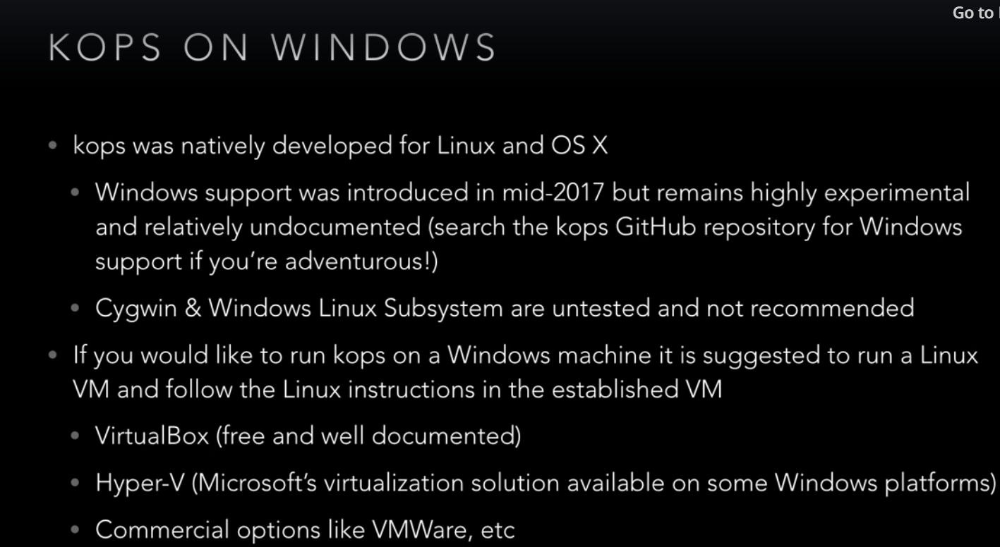 Go to
KOPS ON WINDOWS
• kops was natively developed for Linux and OS X
• Windows support was introduced in mid-2017 but remains highly experimental
and relatively undocumented (search the kops GitHub repository for Windows
support if you’re adventurous!)
• Cygwin & Windows Linux Subsystem are untested and not recommended
• If you would like to run kops on a Windows machine it is suggested to run a Linux
VM and follow the Linux instructions in the established VM
• VirtualBox (free and well documented)
• Hyper-V (Microsoft’s virtualization solution available on some Windows platforms)
• Commercial options like VMWare, etc